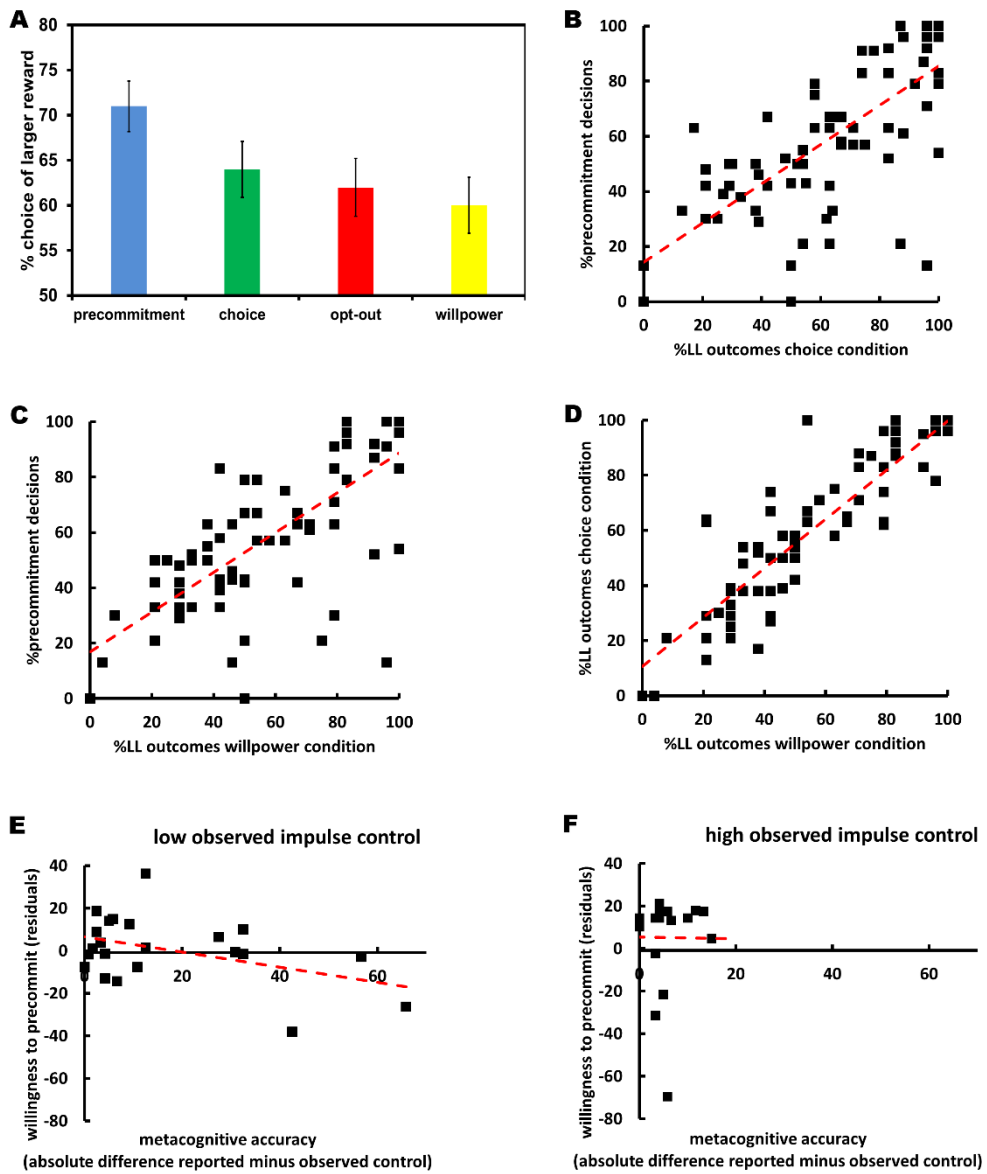 A
80
75
70
65
60
55
50
% choice of larger reward
precommitment choice opt-out willpower
B
100
80
60
40
20
0
%precommitment decisions
0 20 40 60 80 100
%LL outcomes choice condition
C
100
80
60
40
20
0
%precommitment decisions
0 20 40 60 80 100
%LL outcomes willpower condition
D
100
80
60
40
20
0
%LL outcomes choice condition
0 20 40 60 80 100
%LL outcomes willpower condition
E
low observed impulse control
40
20
0
-20
-40
-60
-80
willingness to precommit (residuals)
0 20 40 60
metacognitive accuracy
(absolute difference reported minus observed control)
F
high observed impulse control
40
20
0
-20
-40
-60
-80
willingness to precommit (residuals)
0 20 40 60
metacognitive accuracy
(absolute difference reported minus observed control)